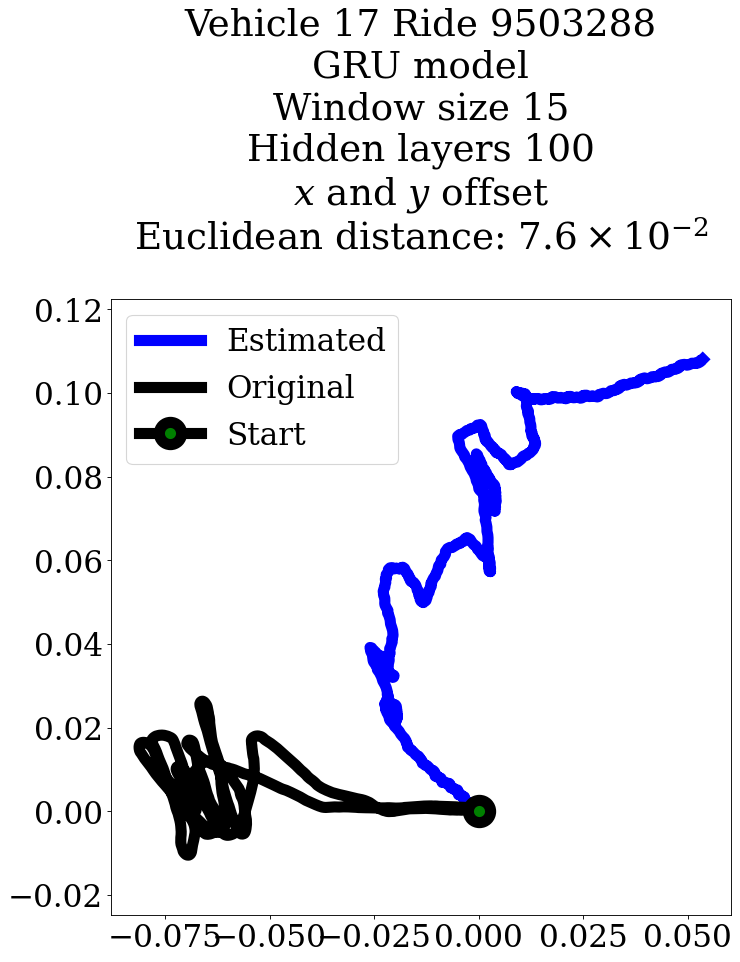 Vehicle 17 Ride 9503288
GRU model
Window size 15
Hidden layers 100
x and y offset
Euclidean distance: 7.6 × 10⁻²
Estimated
Original
Start
0.12
0.10
0.08
0.06
0.04
0.02
0.00
−0.02
−0.075 −0.050 −0.025 0.000 0.025 0.050